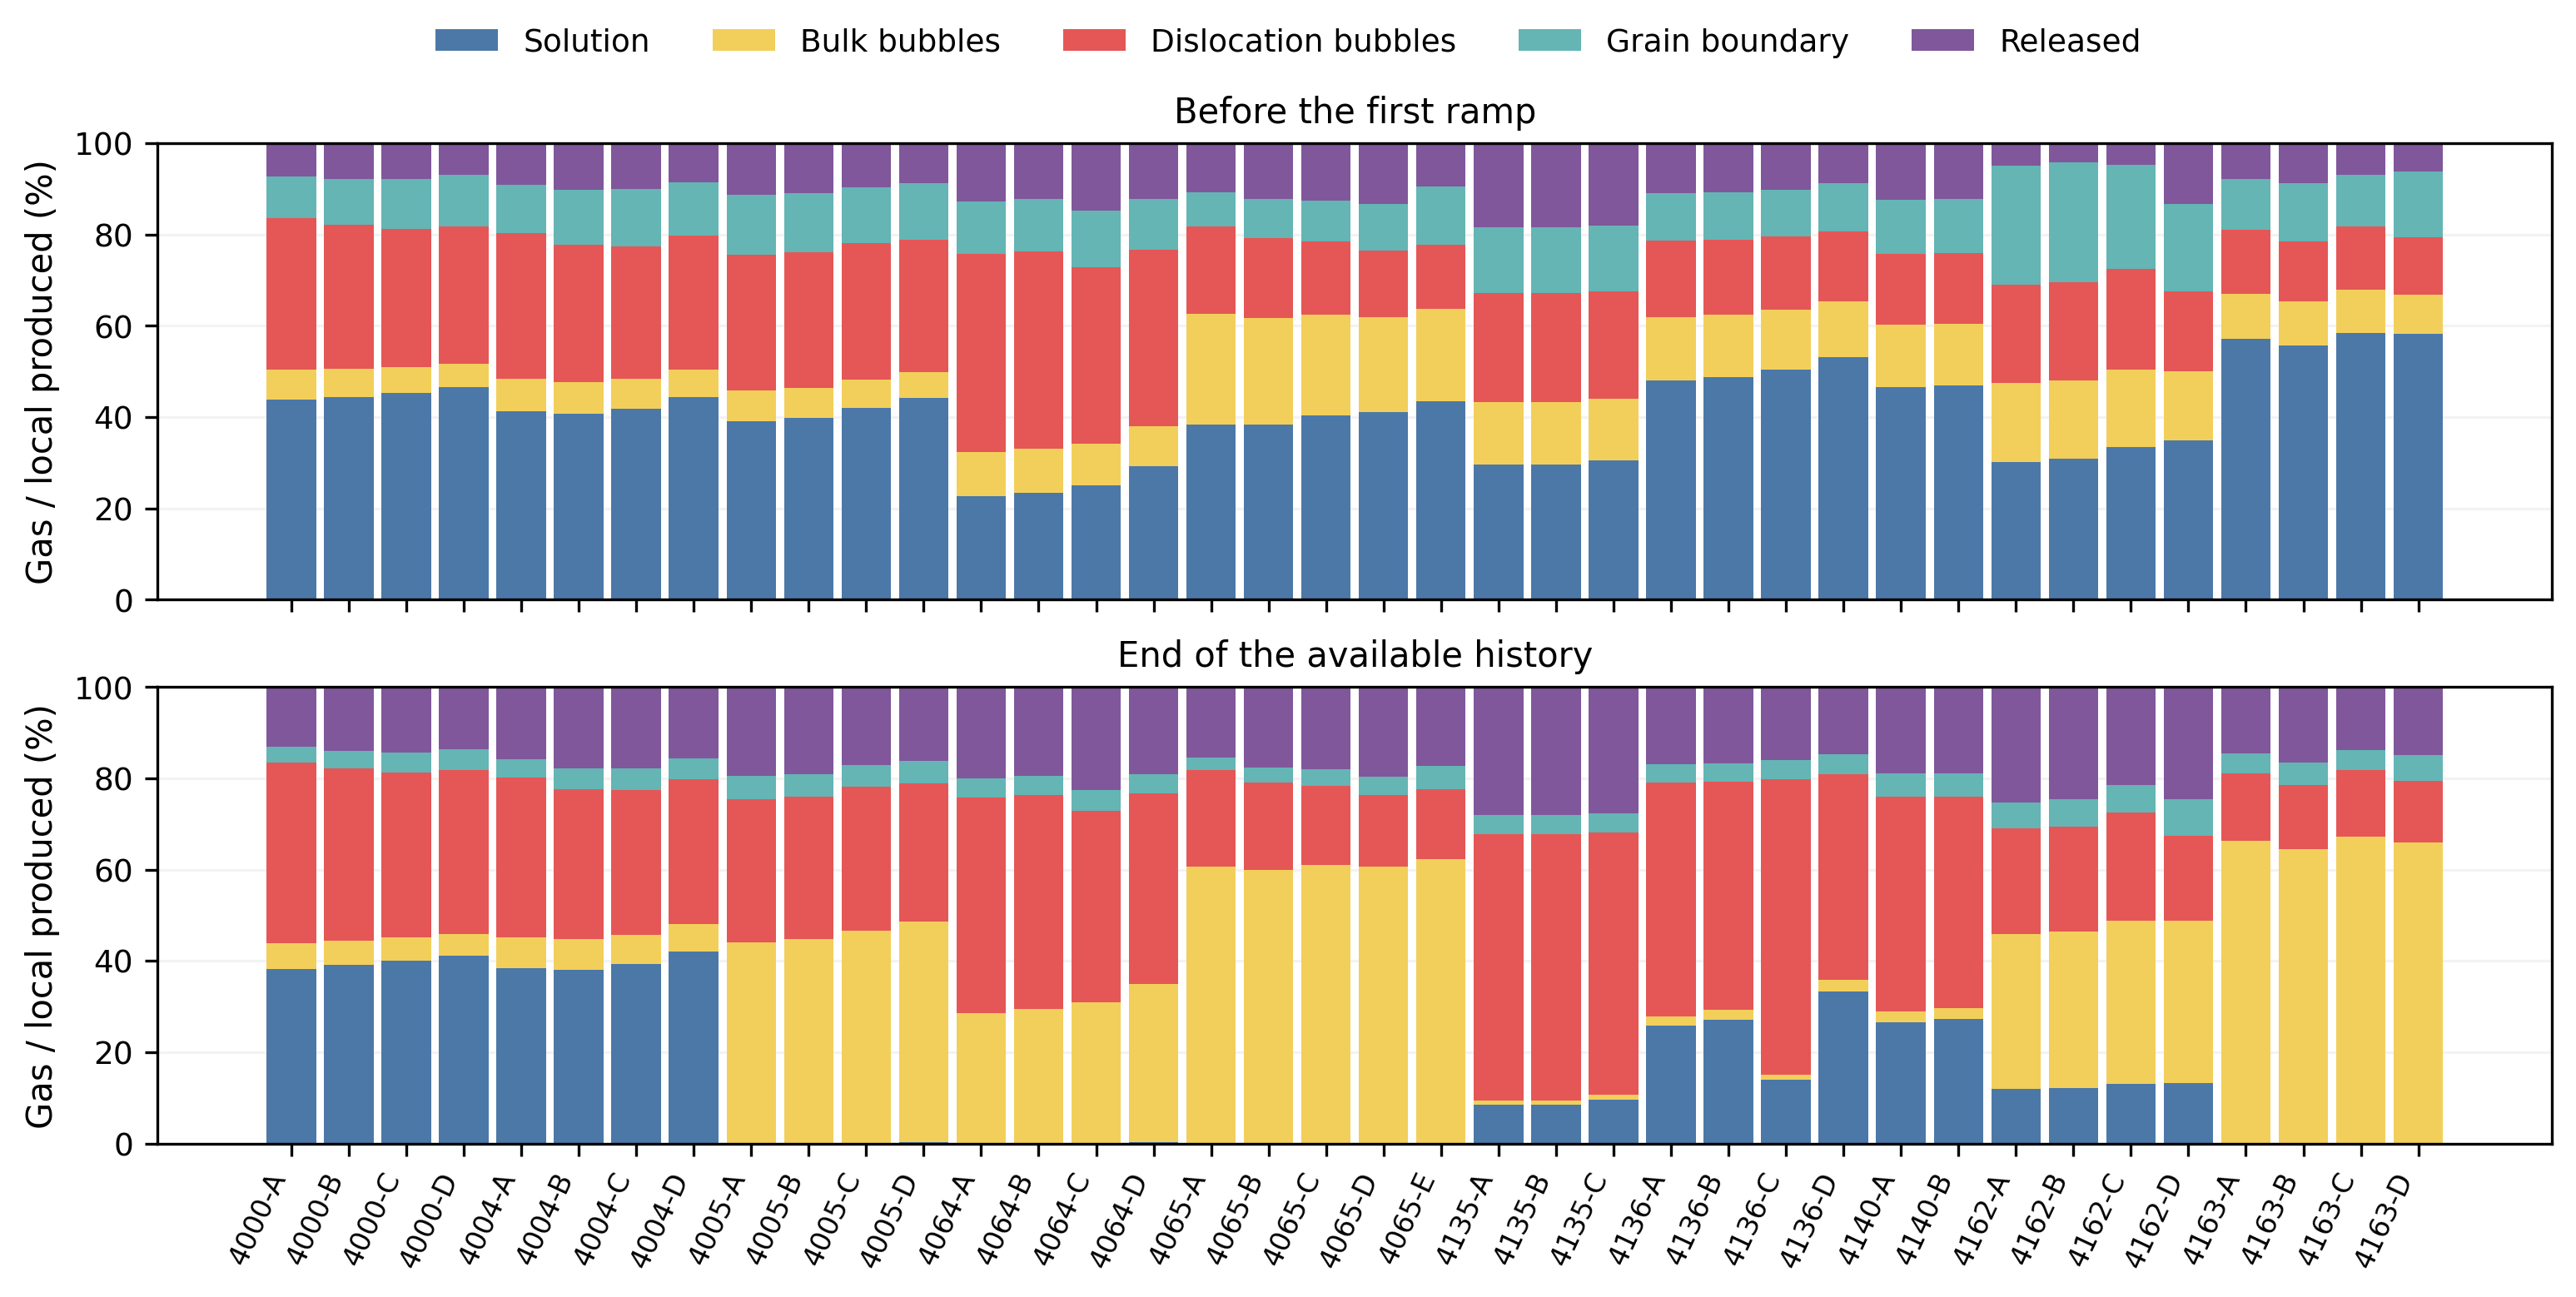 Solution Bulk bubbles Dislocation bubbles Grain boundary Released
Before the first ramp
Gas / local produced (%)
100
80
60
40
20
0
End of the available history
Gas / local produced (%)
100
80
60
40
20
0
4000-A 4000-B 4000-C 4000-D 4004-A 4004-B 4004-C 4004-D 4005-A 4005-B 4005-C 4005-D 4064-A 4064-B 4064-C 4064-D 4065-A 4065-B 4065-C 4065-D 4065-E 4135-A 4135-B 4135-C 4136-A 4136-B 4136-C 4136-D 4140-A 4140-B 4162-A 4162-B 4162-C 4162-D 4163-A 4163-B 4163-C 4163-D